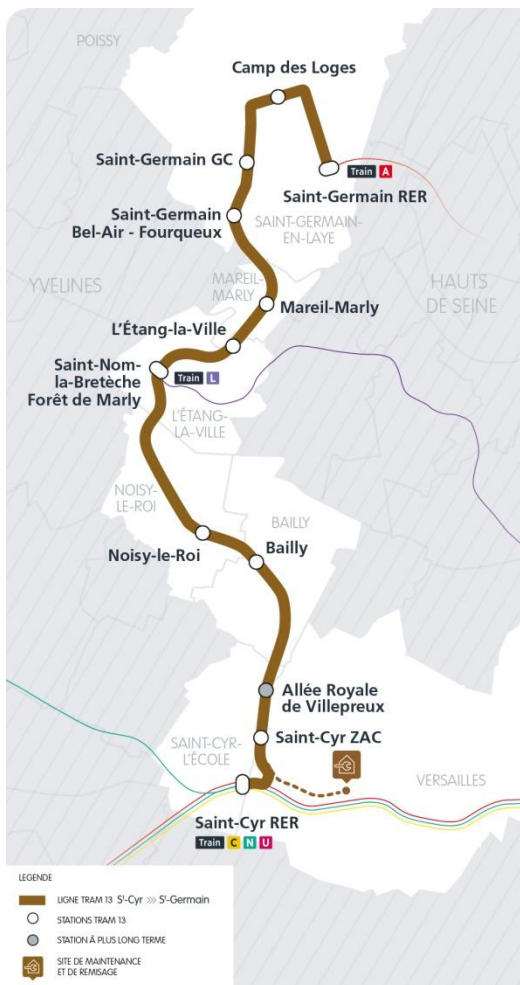 POISSY
Camp des Loges
Saint-Germain GC
Train A
Saint-Germain RER
Saint-Germain
Bel-Air - Fourqueux
SAINT-GERMAIN-
EN-LAYE
YVELINES
MAREIL-
MARLY
HAUTS
DE SEINE
Mareil-Marly
L'Étang-la-Ville
Saint-Nom-
la-Bretèche
Forêt de Marly
Train L
L'ÉTANG-
LA-VILLE
NOISY-
LE-ROI
BAILLY
Noisy-le-Roi
Bailly
Allée Royale
de Villepreux
SAINT-CYR-
L'ÉCOLE
Saint-Cyr ZAC
VERSAILLES
Saint-Cyr RER
Train C N U
LEGENDE
LIGNE TRAM 13 St-Cyr >>> St-Germain
STATIONS TRAM 13
STATION À PLUS LONG TERME
SITE DE MAINTENANCE
ET DE REMISAGE